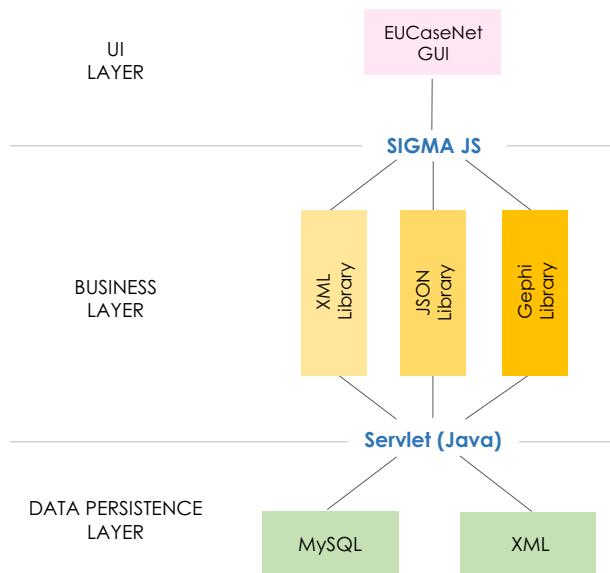 UI
LAYER
EUCaseNet
GUI
SIGMA JS
BUSINESS
LAYER
XML
Library
JSON
Library
Gephi
Library
Servlet (Java)
DATA PERSISTENCE
LAYER
MySQL
XML